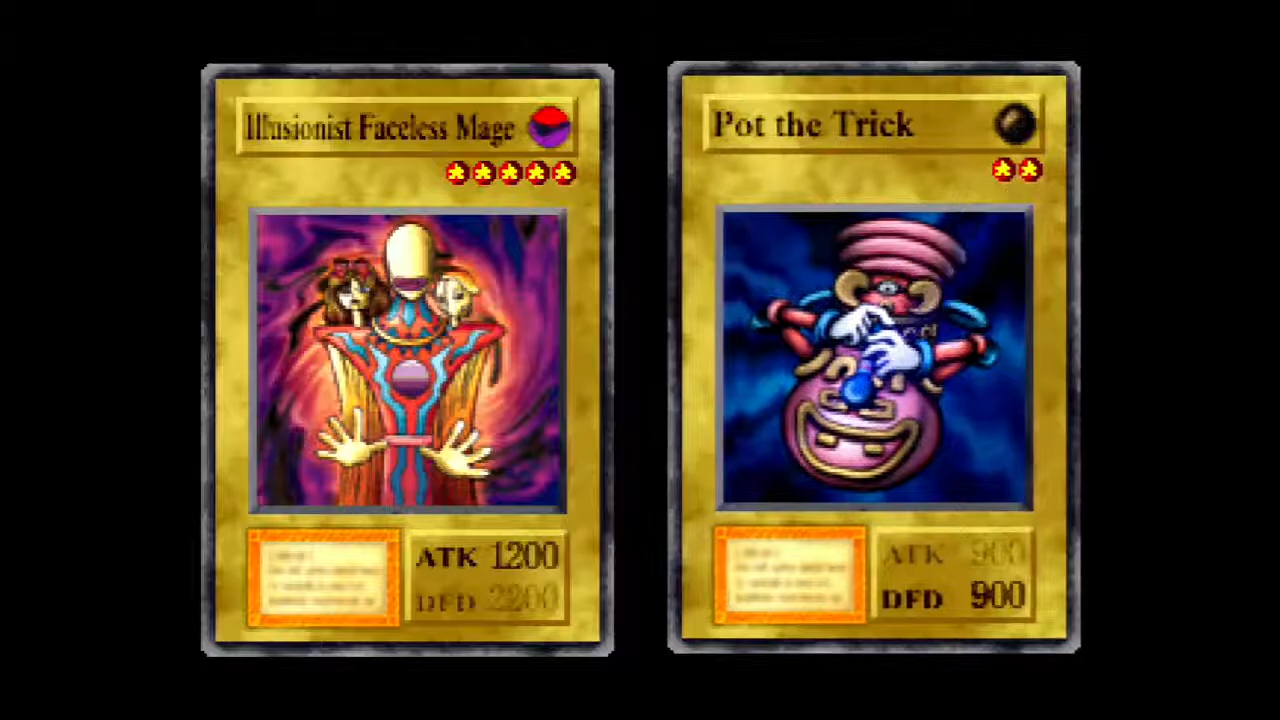 Illusionist Faceless Mage
ATK 1200
DFD 2200
Pot the Trick
ATK 900
DFD 900